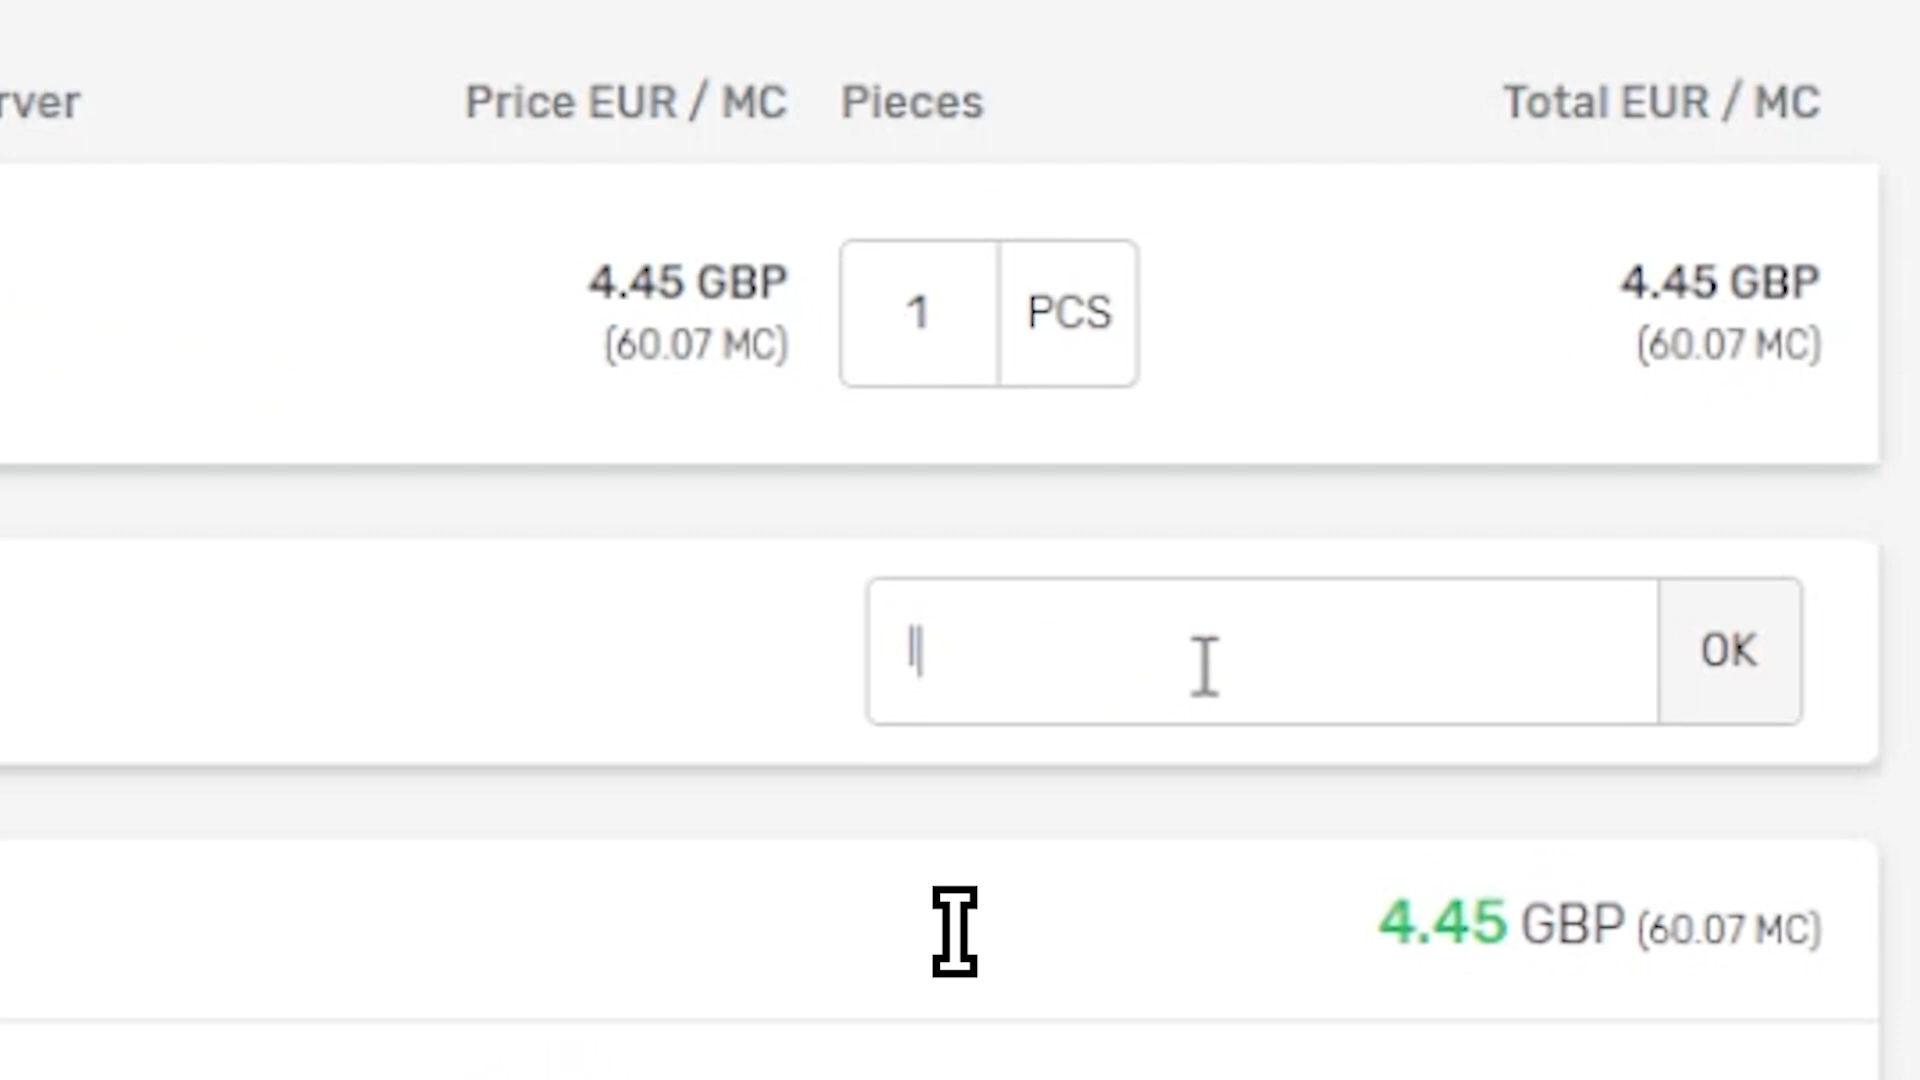 rver Price EUR / MC Pieces Total EUR / MC
4.45 GBP 4.45 GBP
1 PCS
(60.07 MC) (60.07 MC)
OK
4.45 GBP (60.07 MC)